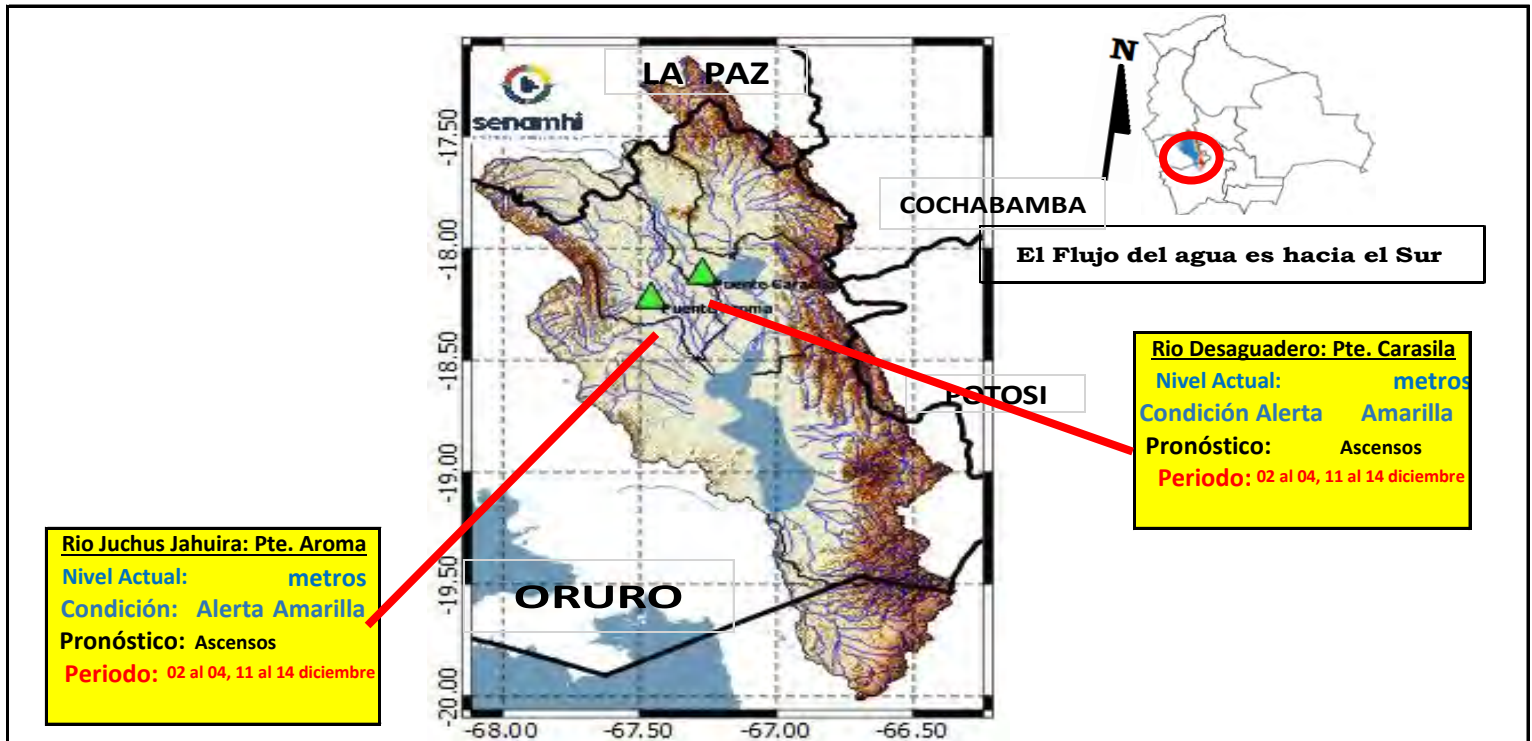 LA PAZ
senamhi
N
COCHABAMBA
El Flujo del agua es hacia el Sur
POTOSI
ORURO
Puente
Puente
Rio Desaguadero: Pte. Carasila
Nivel Actual: metros
Condición Alerta Amarilla
Pronóstico: Ascensos
Periodo: 02 al 04, 11 al 14 diciembre
Rio Juchus Jahuira: Pte. Aroma
Nivel Actual: metros
Condición: Alerta Amarilla
Pronóstico: Ascensos
Periodo: 02 al 04, 11 al 14 diciembre
-17.50
-18.00
-18.50
-19.00
-19.50
-20.00
-68.00 -67.50 -67.00 -66.50